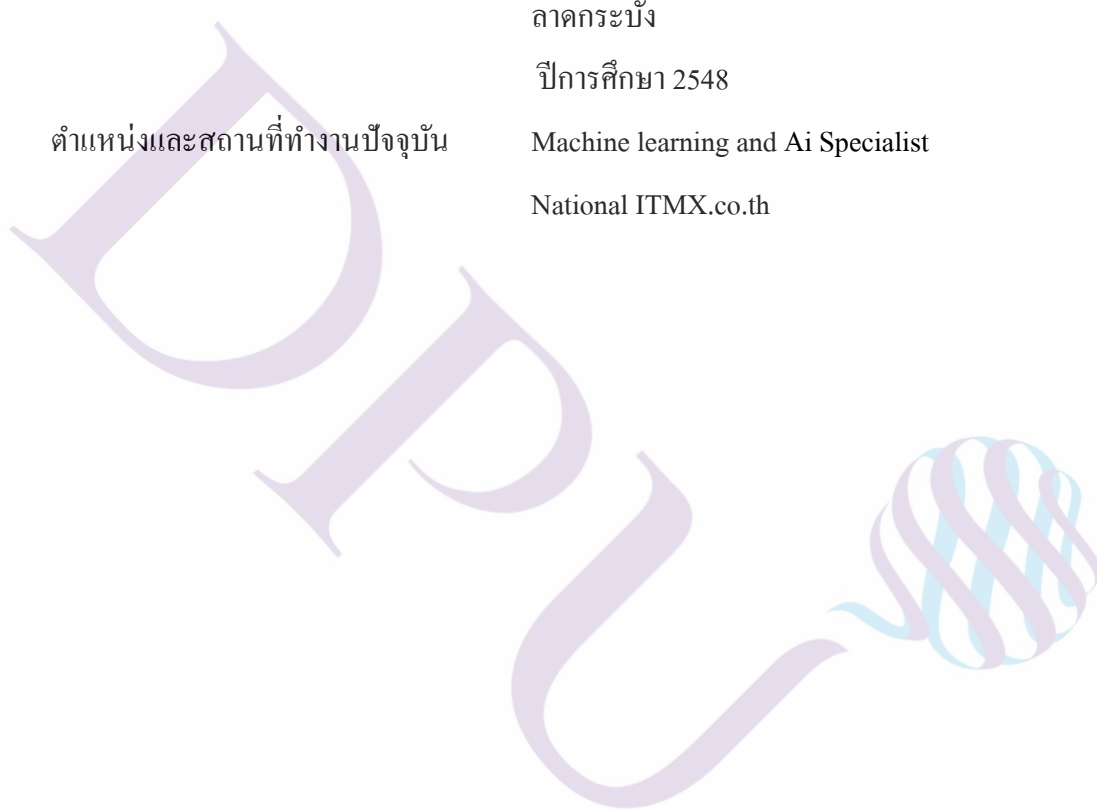 ลาดกระบัง
ปีการศึกษา 2548
ตำแหน่งและสถานที่ทำงานปัจจุบัน Machine learning and Ai Specialist
National ITMX.co.th
DPU